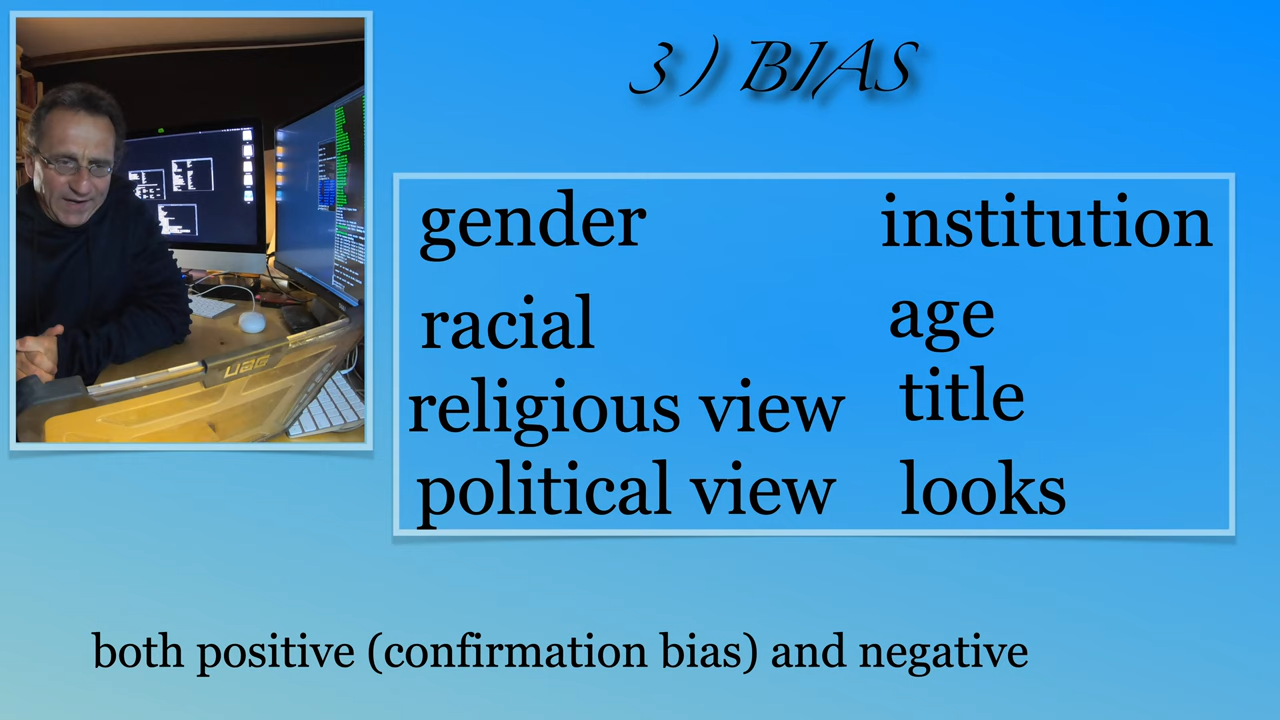 3) BIAS
gender
racial
religious view
political view
institution
age
title
looks
both positive (confirmation bias) and negative
UAG